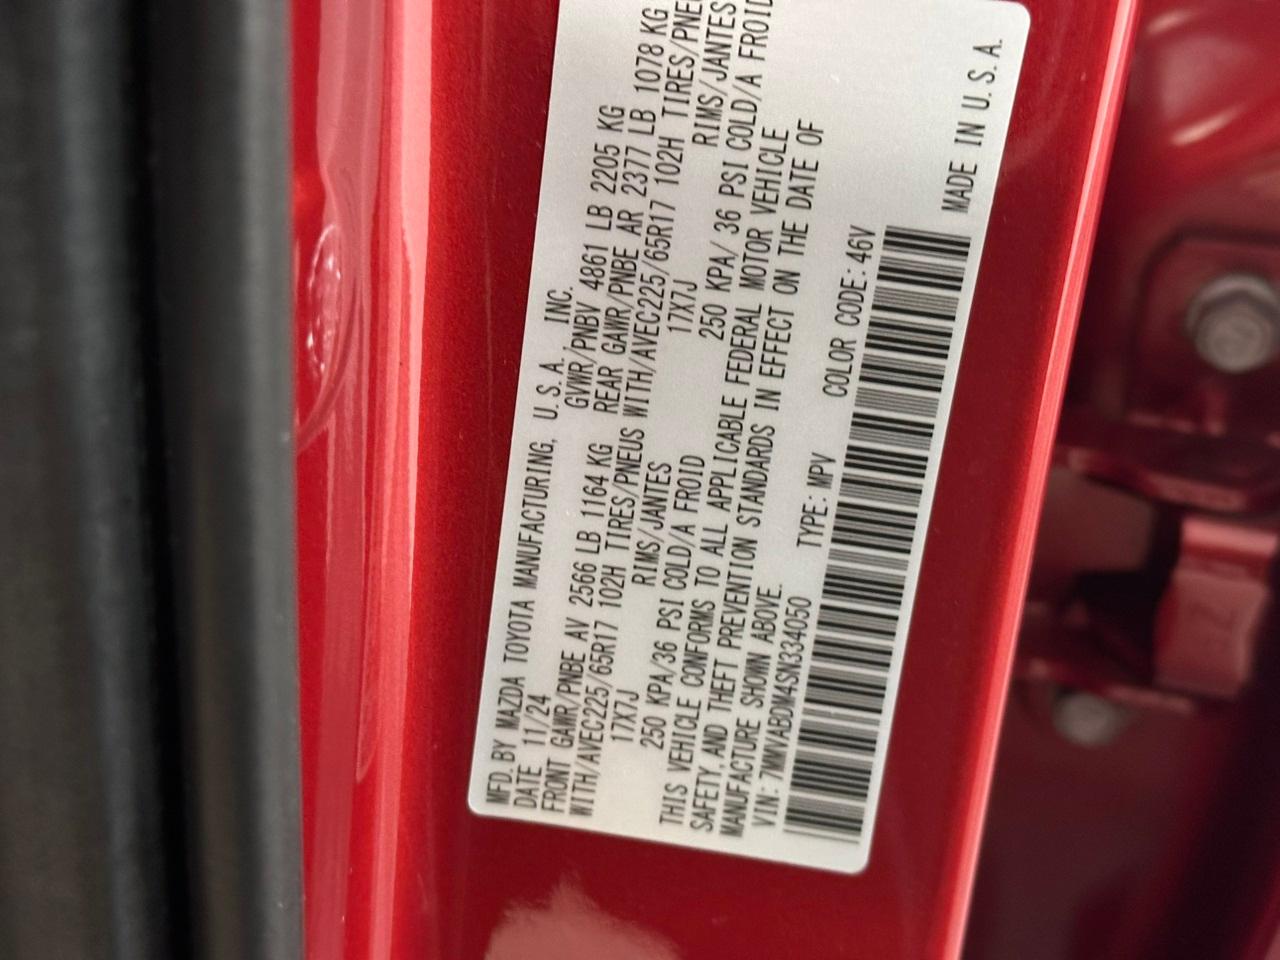 MFD. BY MAZDA TOYOTA MANUFACTURING, U.S.A. INC.
DATE 11/24 GVWR/PNBV 4861 LB 2205 KG
FRONT GAWR/PNBE AV 2566 LB 1164 KG REAR GAWR/PNBE AR 2377 LB 1078 KG
WITH/AVEC225/65R17 102H TIRES/PNEUS WITH/AVEC225/65R17 102H TIRES/PNE
17X7J RIMS/JANTES 17X7J RIMS/JANTES
250 KPA/36 PSI COLD/A FROID 250 KPA/ 36 PSI COLD/A FROID
THIS VEHICLE CONFORMS TO ALL APPLICABLE FEDERAL MOTOR VEHICLE
SAFETY, AND THEFT PREVENTION STANDARDS IN EFFECT ON THE DATE OF
MANUFACTURE SHOWN ABOVE.
VIN: 7MMVABDM4SN334050 TYPE: MPV COLOR CODE: 46V
MADE IN U.S.A.